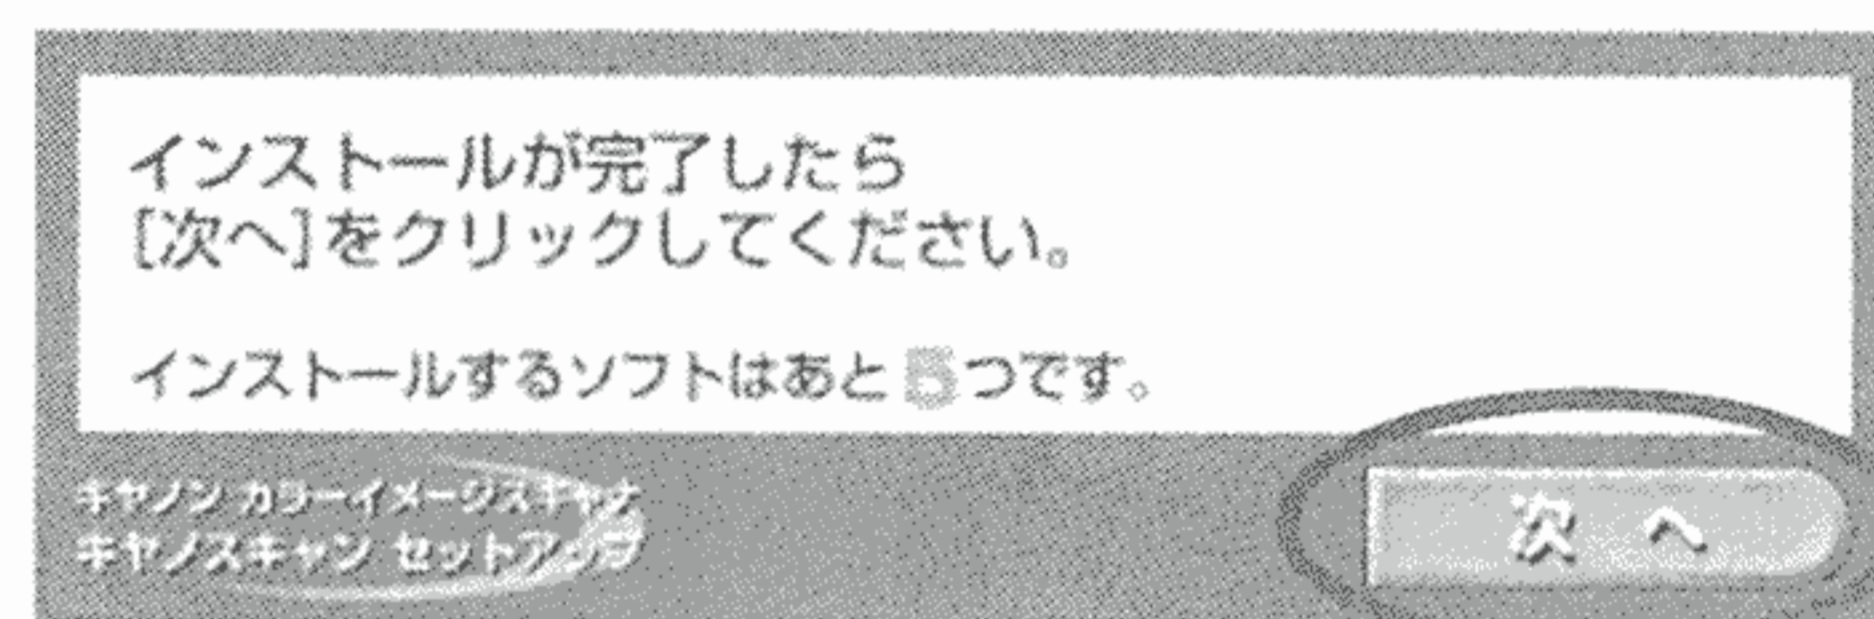 インストールが完了したら
[次へ]をクリックしてください。
インストールするソフトはあと5つです。
キヤノン カラーイメージスキャナ
キヤノスキャン セットアップ
次 へ